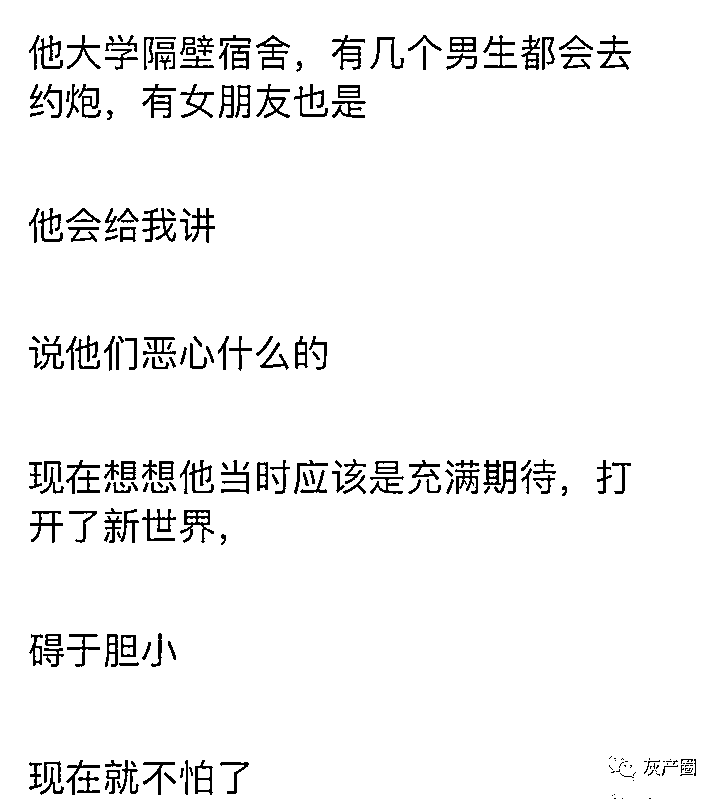 他大学隔壁宿舍，有几个男生都会去
约炮，有女朋友也是
他会给我讲
说他们恶心什么的
现在想想他当时应该是充满期待，打
开了新世界，
碍于胆小
现在就不怕了
灰产圈